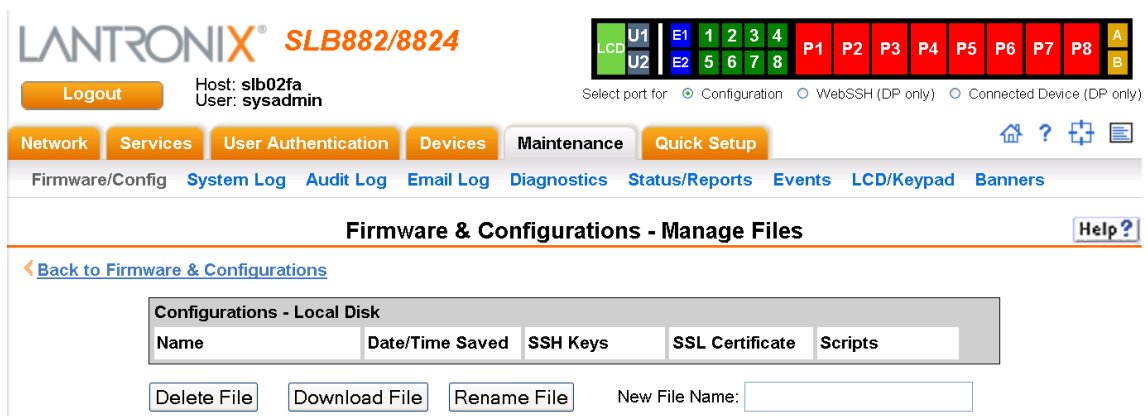 LANTRONIX® SLB882/8824
LCD U1 E1 1 2 3 4 P1 P2 P3 P4 P5 P6 P7 P8 A
U2 E2 5 6 7 8 B
Logout
Host: slb02fa
User: sysadmin
Select port for Configuration WebSSH (DP only) Connected Device (DP only)
Network Services User Authentication Devices Maintenance Quick Setup ?
Firmware/Config System Log Audit Log Email Log Diagnostics Status/Reports Events LCD/Keypad Banners
Firmware & Configurations - Manage Files
Help?
Back to Firmware & Configurations
Configurations - Local Disk
Name Date/Time Saved SSH Keys SSL Certificate Scripts
Delete File Download File Rename File New File Name: